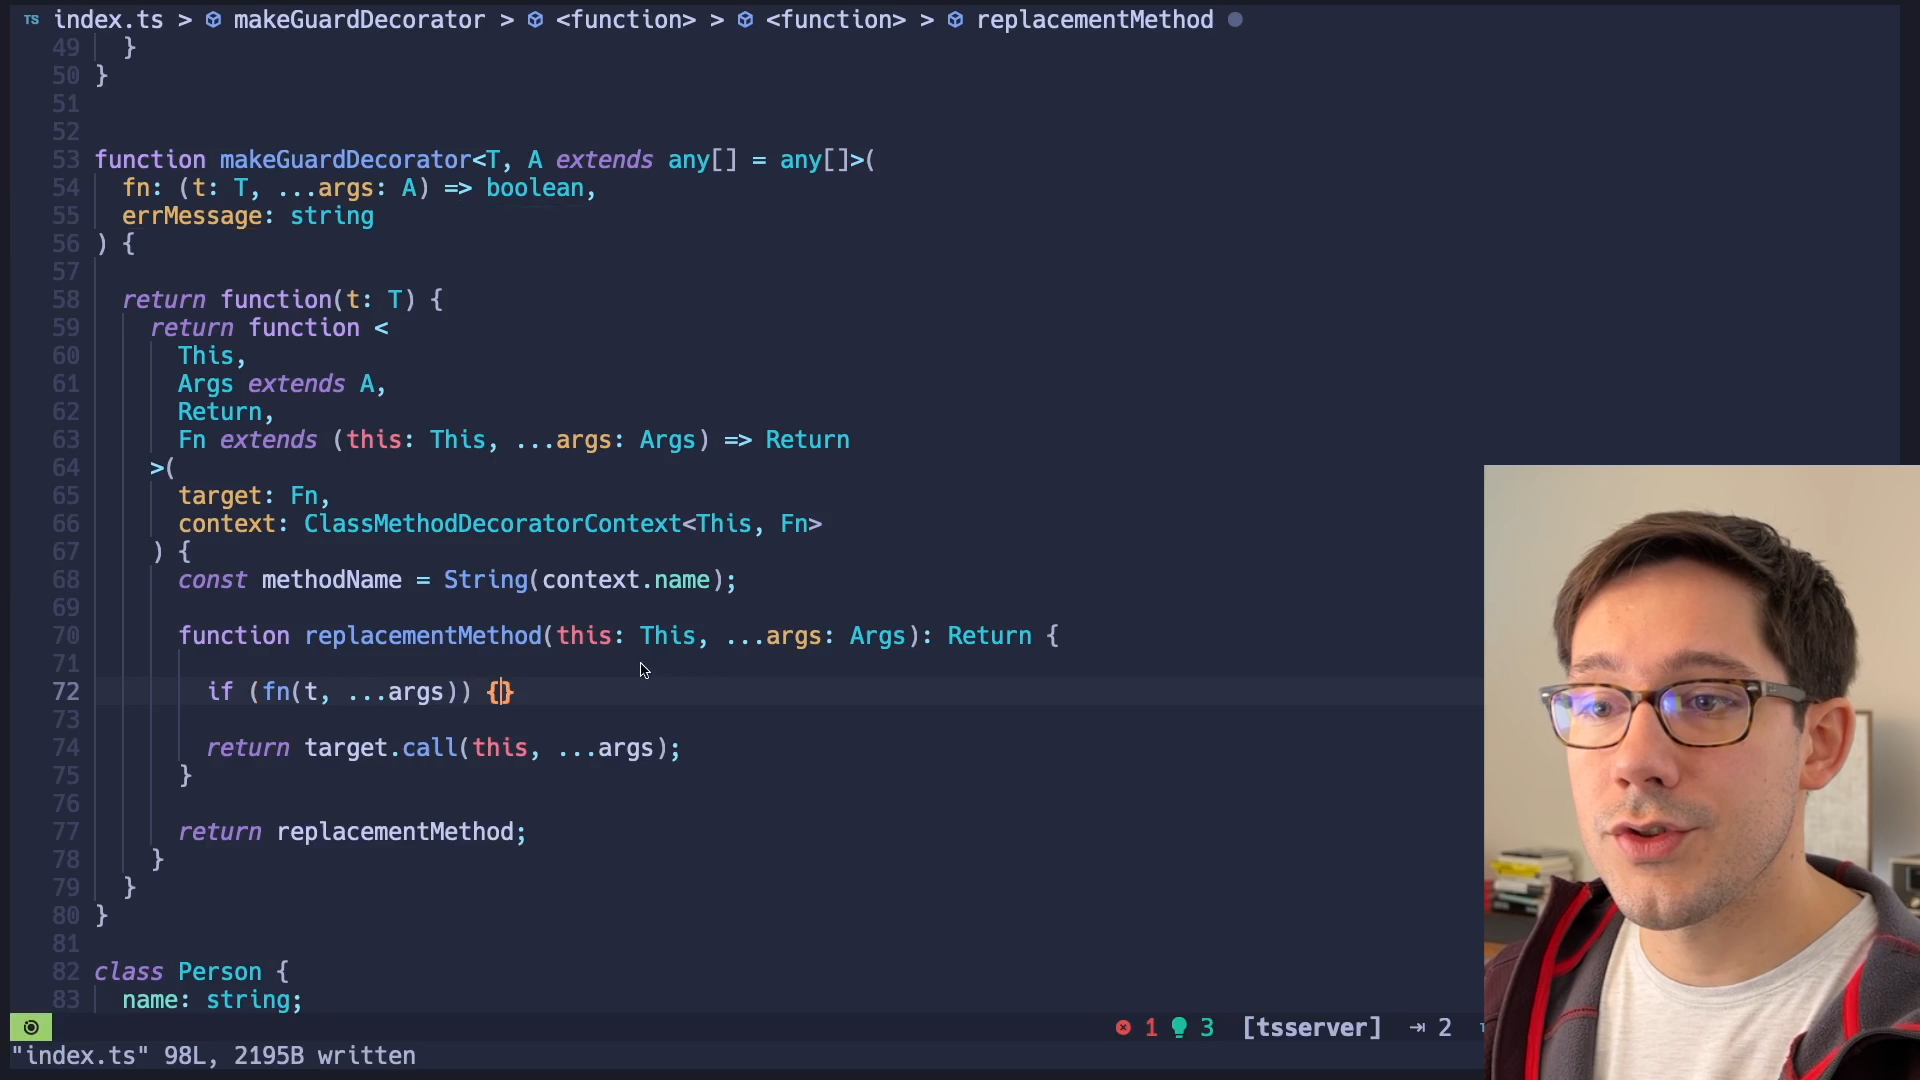 TS index.ts > makeGuardDecorator > <function> > <function> > replacementMethod
49 }
50 }
51
52
53 function makeGuardDecorator<T, A extends any[] = any[]>(
54 fn: (t: T, ...args: A) => boolean,
55 errMessage: string
56 ) {
57
58 return function(t: T) {
59 return function <
60 This,
61 Args extends A,
62 Return,
63 Fn extends (this: This, ...args: Args) => Return
64 >(
65 target: Fn,
66 context: ClassMethodDecoratorContext<This, Fn>
67 ) {
68 const methodName = String(context.name);
69
70 function replacementMethod(this: This, ...args: Args): Return {
71
72 if (fn(t, ...args)) {}
73
74 return target.call(this, ...args);
75 }
76
77 return replacementMethod;
78 }
79 }
80 }
81
82 class Person {
83 name: string;
1 3 [tsserver] ⇥ 2
"index.ts" 98L, 2195B written